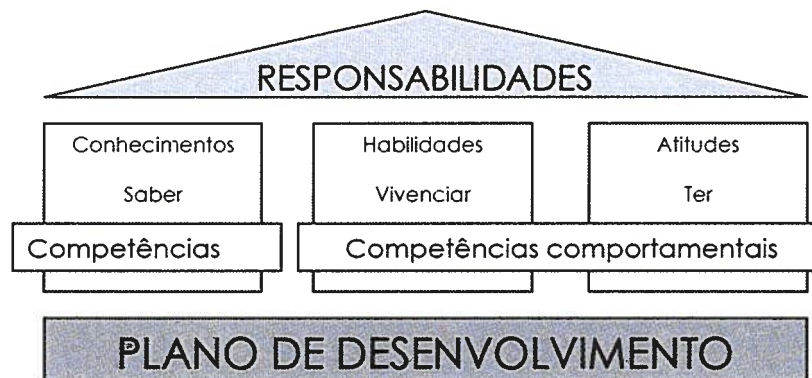 RESPONSABILIDADES
Conhecimentos
Saber
Habilidades
Vivenciar
Atitudes
Ter
Competências
Competências comportamentais
PLANO DE DESENVOLVIMENTO